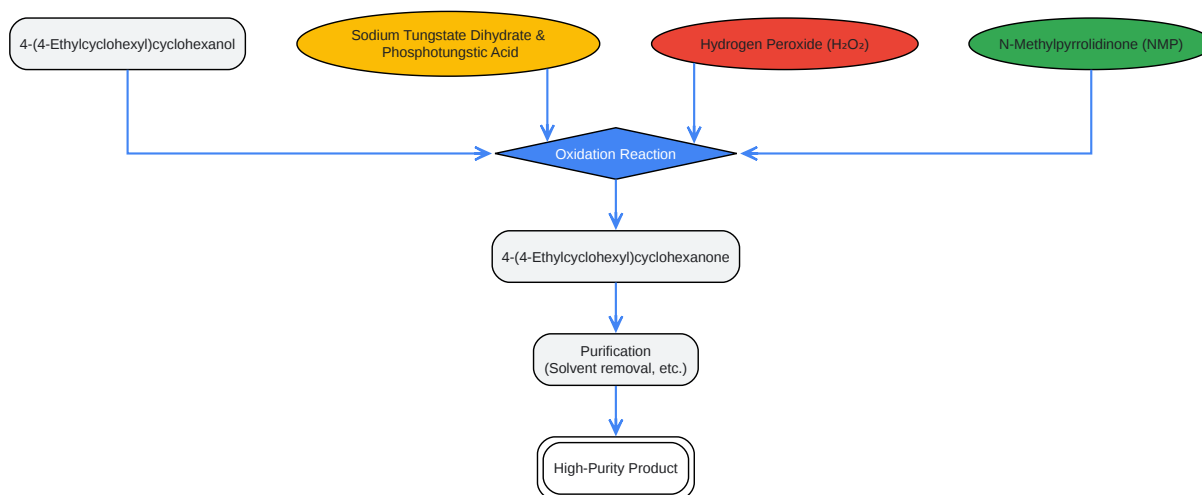 4-(4-Ethylcyclohexyl)cyclohexanol
Sodium Tungstate Dihydrate &
Phosphotungstic Acid
Hydrogen Peroxide (H₂O₂)
N-Methylpyrrolidinone (NMP)
Oxidation Reaction
4-(4-Ethylcyclohexyl)cyclohexanone
Purification
(Solvent removal, etc.)
High-Purity Product